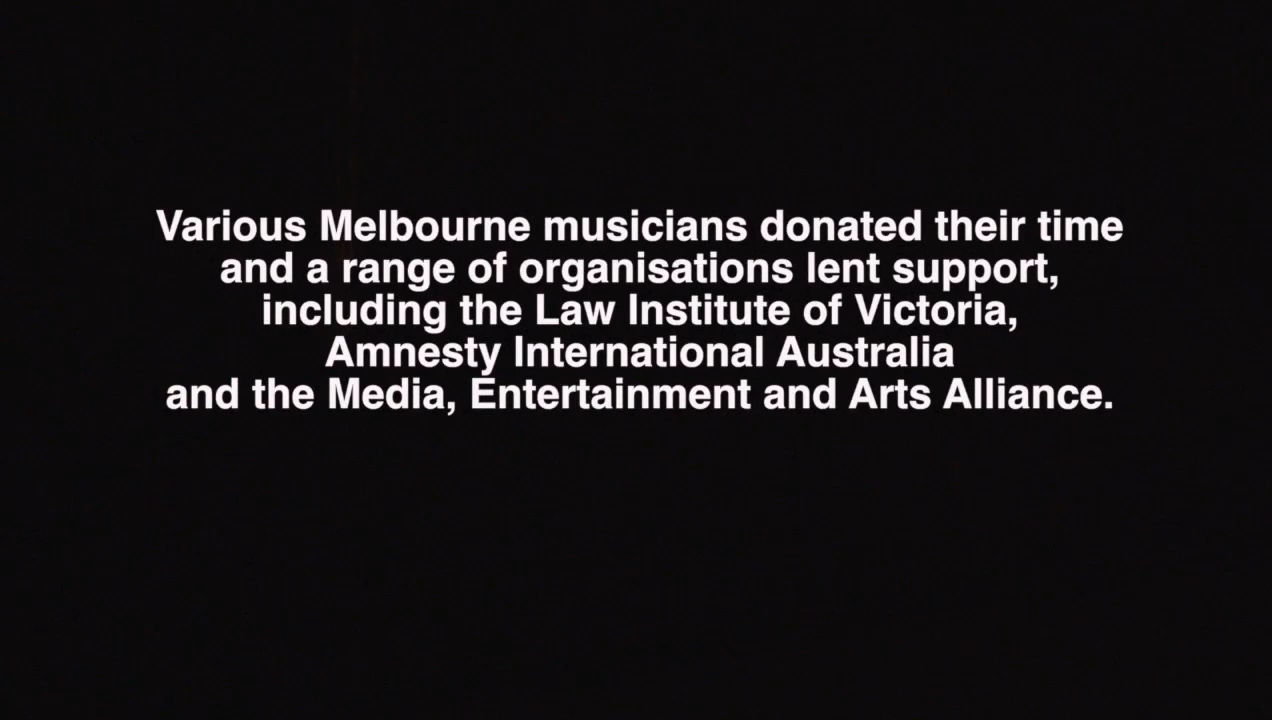 Various Melbourne musicians donated their time
and a range of organisations lent support,
including the Law Institute of Victoria,
Amnesty International Australia
and the Media, Entertainment and Arts Alliance.